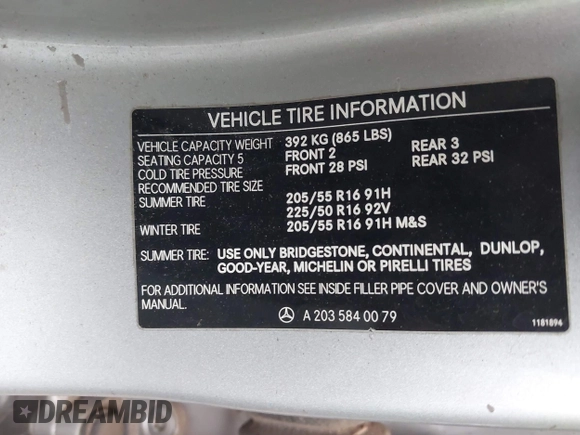 VEHICLE TIRE INFORMATION
VEHICLE CAPACITY WEIGHT 392 KG (865 LBS)
SEATING CAPACITY 5 FRONT 2 REAR 3
COLD TIRE PRESSURE FRONT 28 PSI REAR 32 PSI
RECOMMENDED TIRE SIZE
SUMMER TIRE 205/55 R16 91H
225/50 R16 92V
WINTER TIRE 205/55 R16 91H M&S
SUMMER TIRE: USE ONLY BRIDGESTONE, CONTINENTAL, DUNLOP,
GOOD-YEAR, MICHELIN OR PIRELLI TIRES
FOR ADDITIONAL INFORMATION SEE INSIDE FILLER PIPE COVER AND OWNER'S
MANUAL
A 203 584 00 79
1181894
DREAMBID